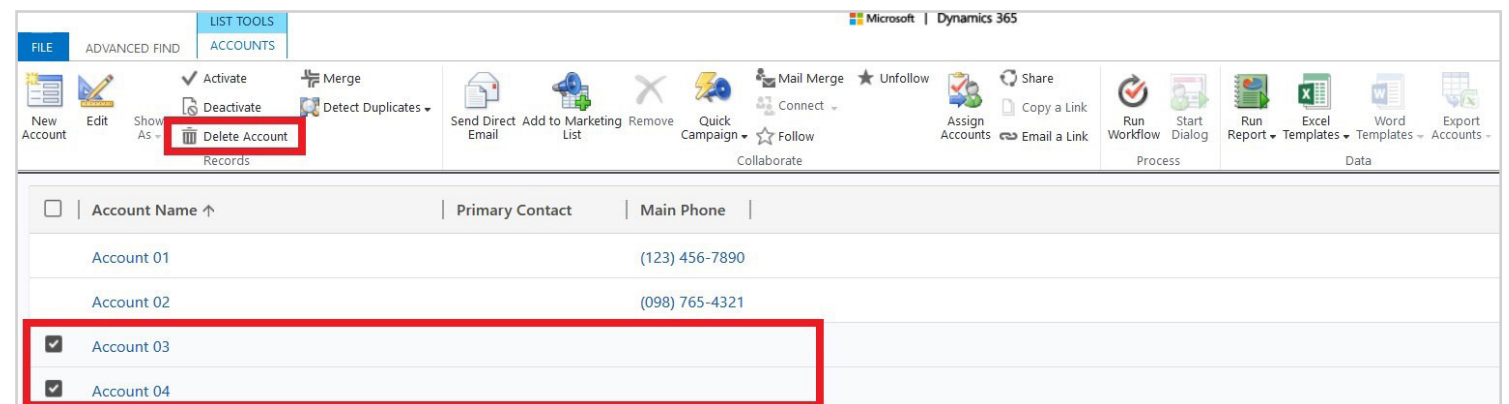 LIST TOOLS
Microsoft | Dynamics 365
FILE ADVANCED FIND ACCOUNTS
New Account
Edit
Show As
Activate
Deactivate
Delete Account
Merge
Detect Duplicates
Records
Send Direct Email
Add to Marketing List
Remove
Quick Campaign
Mail Merge
Connect
Follow
Unfollow
Assign Accounts
Share
Copy a Link
Email a Link
Collaborate
Run Workflow
Start Dialog
Process
Run Report
Excel Templates
Word Templates
Export Accounts
Data
Account Name ↑ | Primary Contact | Main Phone |
Account 01 (123) 456-7890
Account 02 (098) 765-4321
Account 03
Account 04